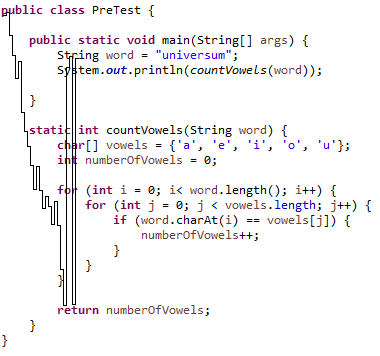 public class PreTest {
public static void main(String[] args) {
String word = "universum";
System.out.println(countVowels(word));
}
static int countVowels(String word) {
char[] vowels = {'a', 'e', 'i', 'o', 'u'};
int numberOfVowels = 0;
for (int i = 0; i< word.length(); i++) {
for (int j = 0; j < vowels.length; j++) {
if (word.charAt(i) == vowels[j]) {
numberOfVowels++;
}
}
}
return numberOfVowels;
}
}